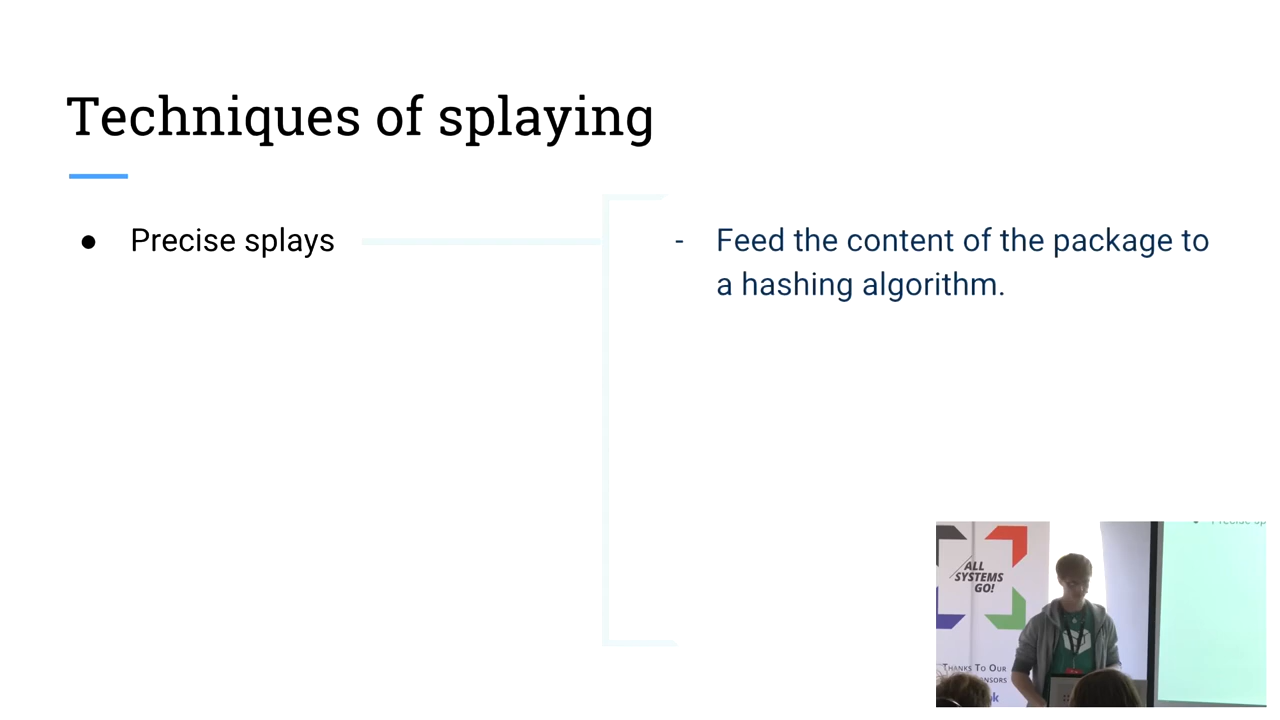 Techniques of splaying
● Precise splays
- Feed the content of the package to
a hashing algorithm.
ALL
SYSTEMS
GO!
THANKS TO OUR